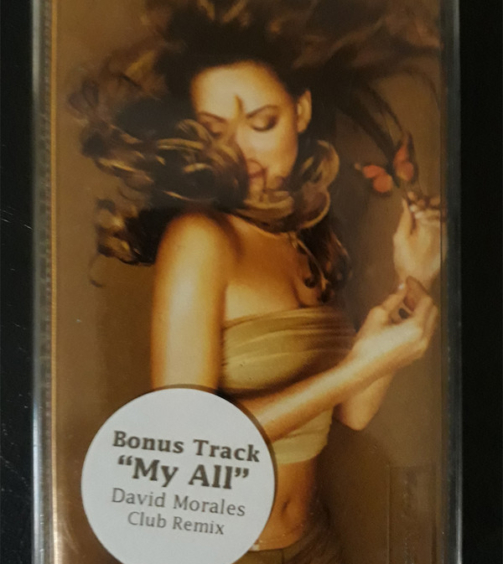 Bonus Track
“My All”
David Morales
Club Remix